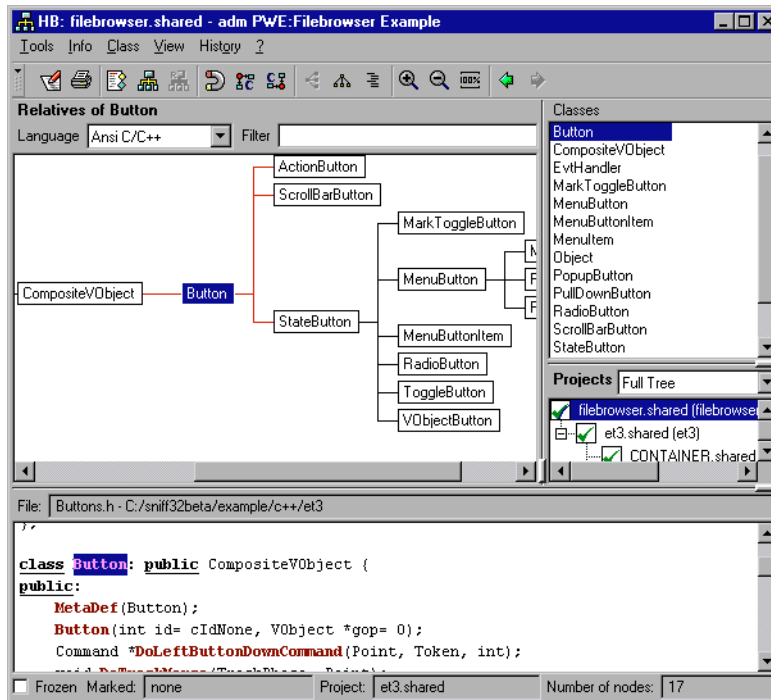 HB: filebrowser.shared - adm PWE:Filebrowser Example
Tools Info Class View History ?
Relatives of Button
Language Ansi C/C++ Filter
ActionButton
ScrollBarButton
MarkToggleButton
MenuButton
CompositeVObject Button
StateButton
MenuButtonItem
RadioButton
ToggleButton
VObjectButton
Classes
Button
CompositeVObject
EvtHandler
MarkToggleButton
MenuButton
MenuButtonItem
MenuItem
Object
PopupButton
PullDownButton
RadioButton
ScrollBarButton
StateButton
Projects Full Tree
filebrowser.shared (filebrowser
et3.shared (et3)
CONTAINER.shared
File: Buttons.h - C:/sniff32beta/example/c++/et3
};
class Button: public CompositeVObject {
public:
MetaDef(Button);
Button(int id= cIdNone, VObject *gop= 0);
Command *DoLeftButtonDownCommand(Point, Token, int);
Frozen Marked: none Project: et3.shared Number of nodes: 17